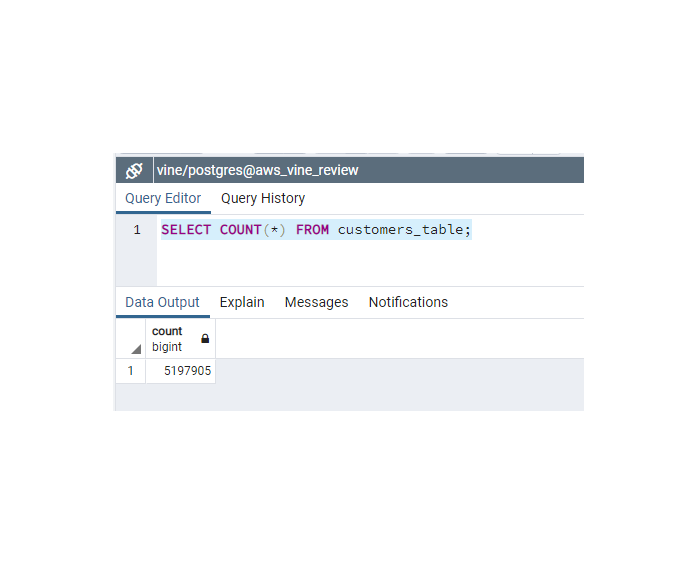 vine/postgres@aws_vine_review
Query Editor Query History
1 SELECT COUNT(*) FROM customers_table;
Data Output Explain Messages Notifications
count
bigint
1 5197905